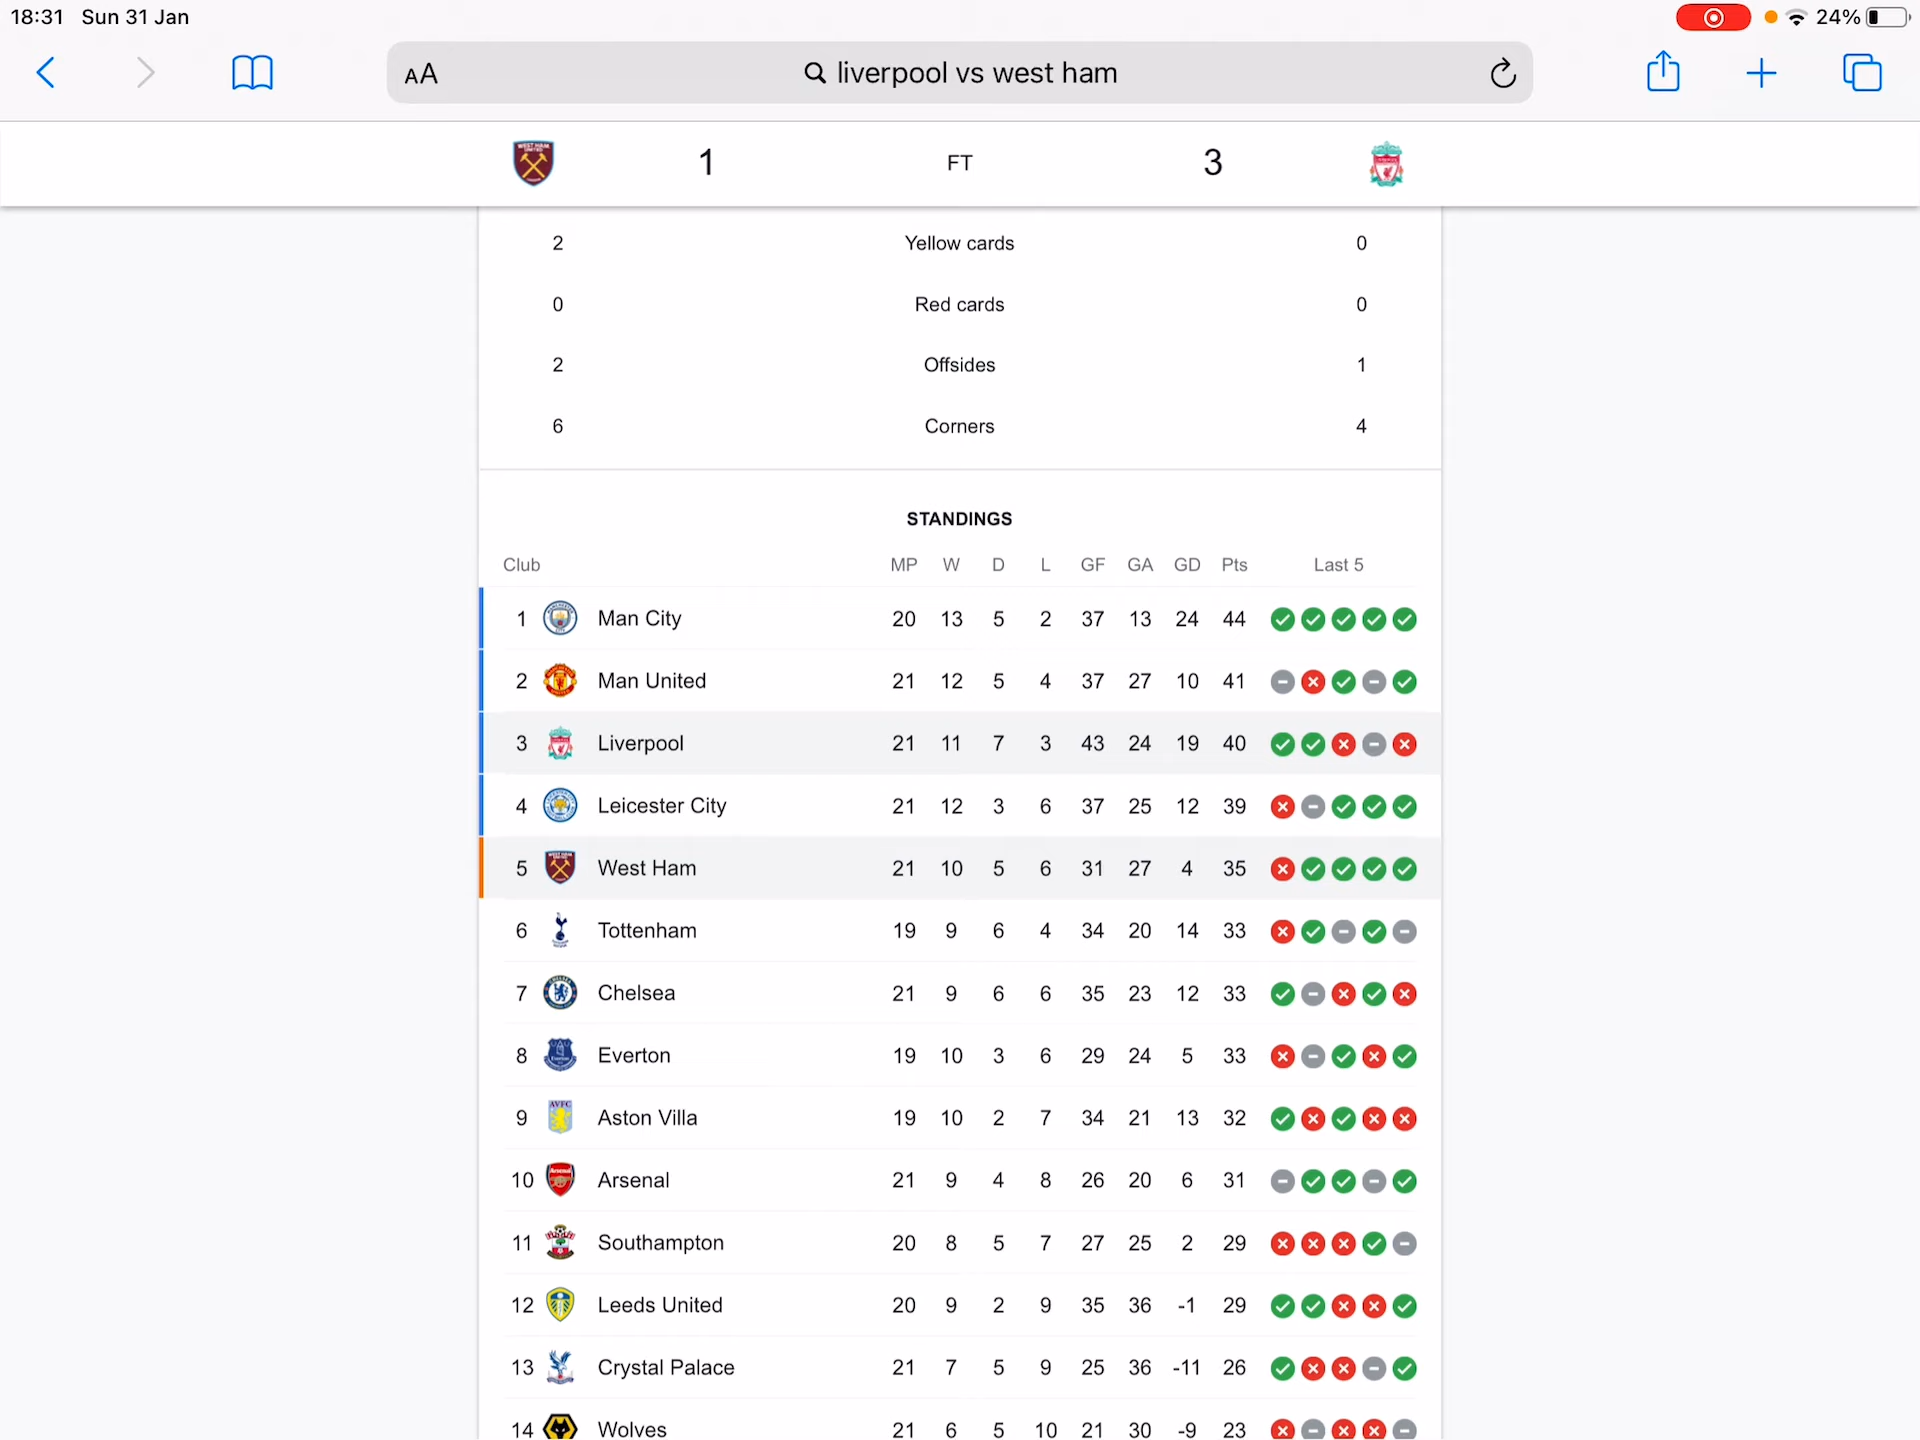 18:31 Sun 31 Jan 24%
AA liverpool vs west ham
1 FT 3
2 Yellow cards 0
0 Red cards 0
2 Offsides 1
6 Corners 4
STANDINGS
Club MP W D L GF GA GD Pts Last 5
1 Man City 20 13 5 2 37 13 24 44
2 Man United 21 12 5 4 37 27 10 41
3 Liverpool 21 11 7 3 43 24 19 40
4 Leicester City 21 12 3 6 37 25 12 39
5 West Ham 21 10 5 6 31 27 4 35
6 Tottenham 19 9 6 4 34 20 14 33
7 Chelsea 21 9 6 6 35 23 12 33
8 Everton 19 10 3 6 29 24 5 33
9 Aston Villa 19 10 2 7 34 21 13 32
10 Arsenal 21 9 4 8 26 20 6 31
11 Southampton 20 8 5 7 27 25 2 29
12 Leeds United 20 9 2 9 35 36 -1 29
13 Crystal Palace 21 7 5 9 25 36 -11 26
14 Wolves 21 6 5 10 21 30 -9 23